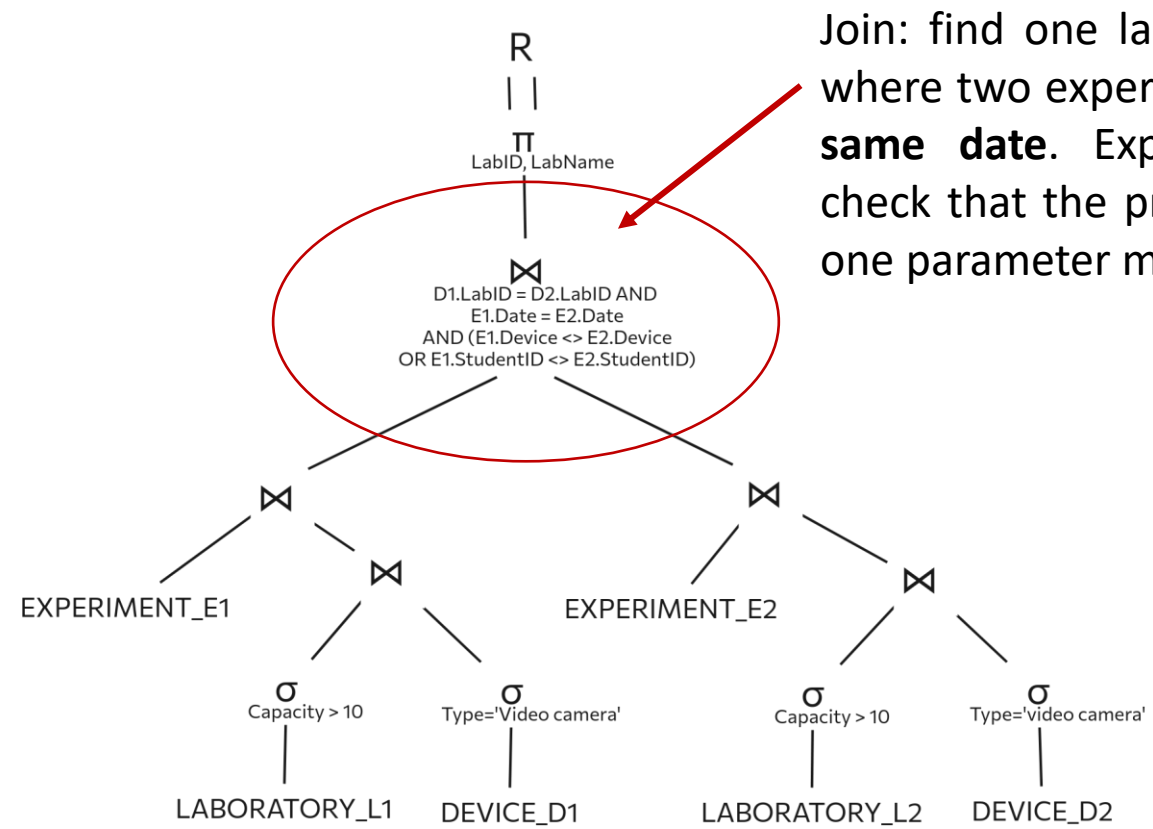 Join: find one la
where two exper
same date. Exp
check that the pr
one parameter m
R
π
LabID, LabName
⋈
D1.LabID = D2.LabID AND
E1.Date = E2.Date
AND (E1.Device <> E2.Device
OR E1.StudentID <> E2.StudentID)
⋈
⋈
⋈
⋈
EXPERIMENT_E1
EXPERIMENT_E2
σ
Capacity > 10
σ
Type='Video camera'
σ
Capacity > 10
σ
Type='video camera'
LABORATORY_L1
DEVICE_D1
LABORATORY_L2
DEVICE_D2